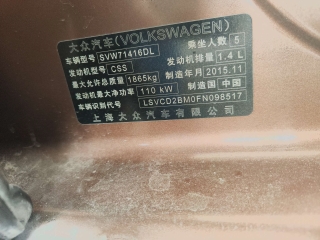 大众汽车(VOLKSWAGEN)
车辆型号 SVW71416DL 乘坐人数 5
发动机型号 CSS 发动机排量 1.4 L
最大允许总质量 1865kg 制造年月 2015.11
发动机最大净功率 110 kW 制造国 中国
车辆识别代号 LSVCD2BM0FN098517
上海大众汽车有限公司